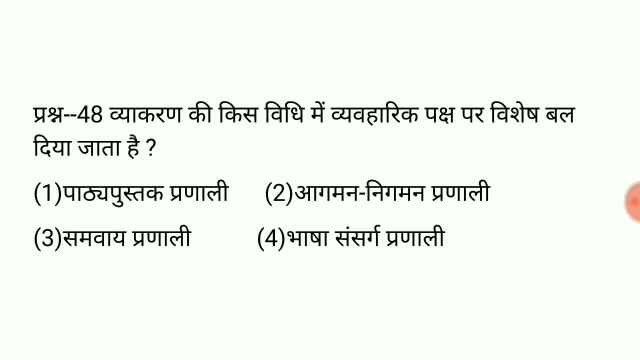 प्रश्न--48 व्याकरण की किस विधि में व्यवहारिक पक्ष पर विशेष बल
दिया जाता है ?
(1)पाठ्यपुस्तक प्रणाली (2)आगमन-निगमन प्रणाली
(3)समवाय प्रणाली (4)भाषा संसर्ग प्रणाली